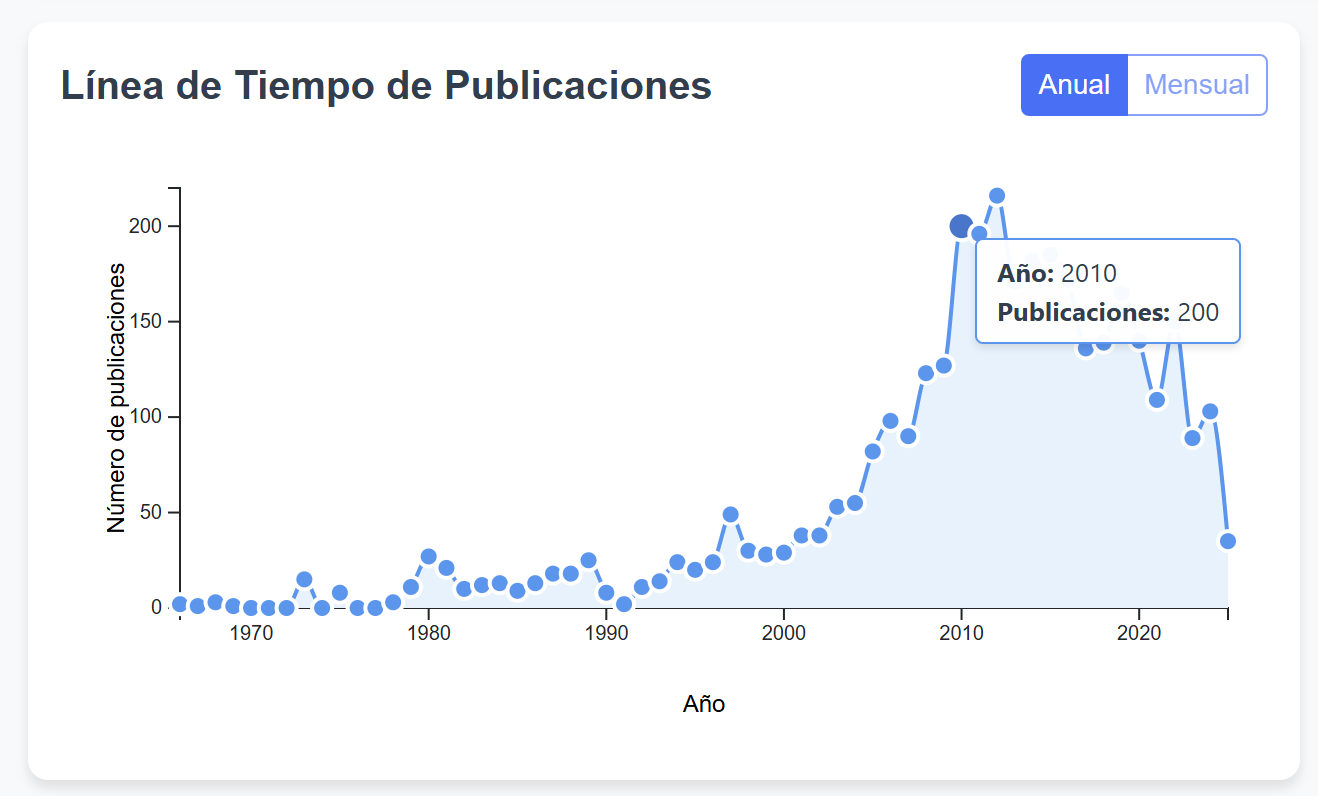 Línea de Tiempo de Publicaciones
Anual
Mensual
Número de publicaciones
200
150
100
50
0
Año: 2010
Publicaciones: 200
1970
1980
1990
2000
2010
2020
Año